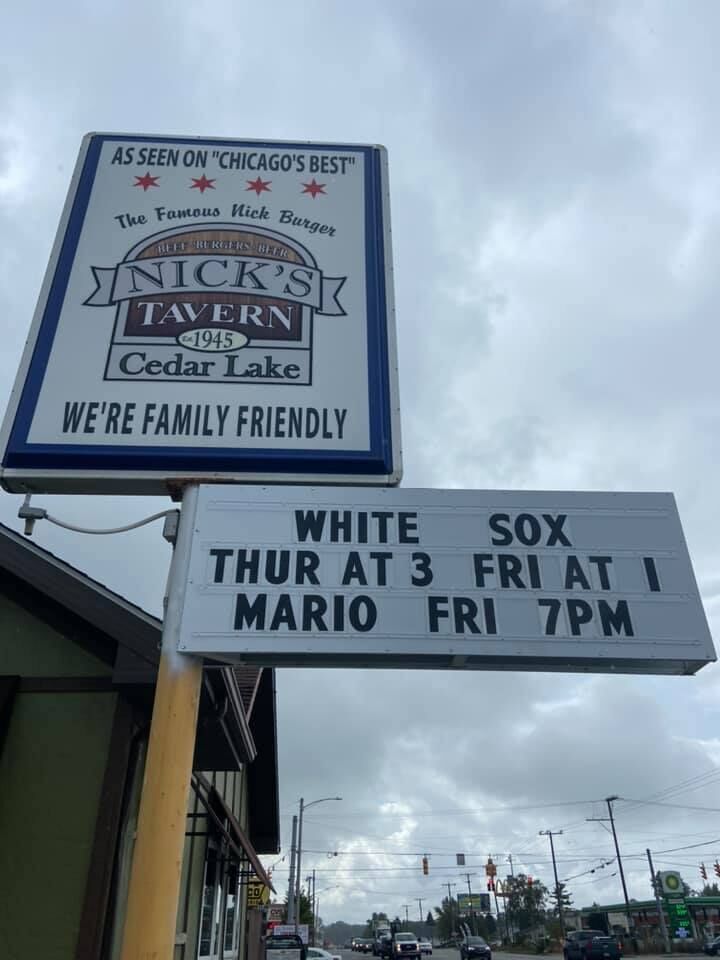 AS SEEN ON "CHICAGO'S BEST"
The Famous Nick Burger
BEEF · BURGERS · BEER
NICK'S
TAVERN
Est. 1945
Cedar Lake
WE'RE FAMILY FRIENDLY
WHITE SOX
THUR AT 3 FRI AT 1
MARIO FRI 7PM